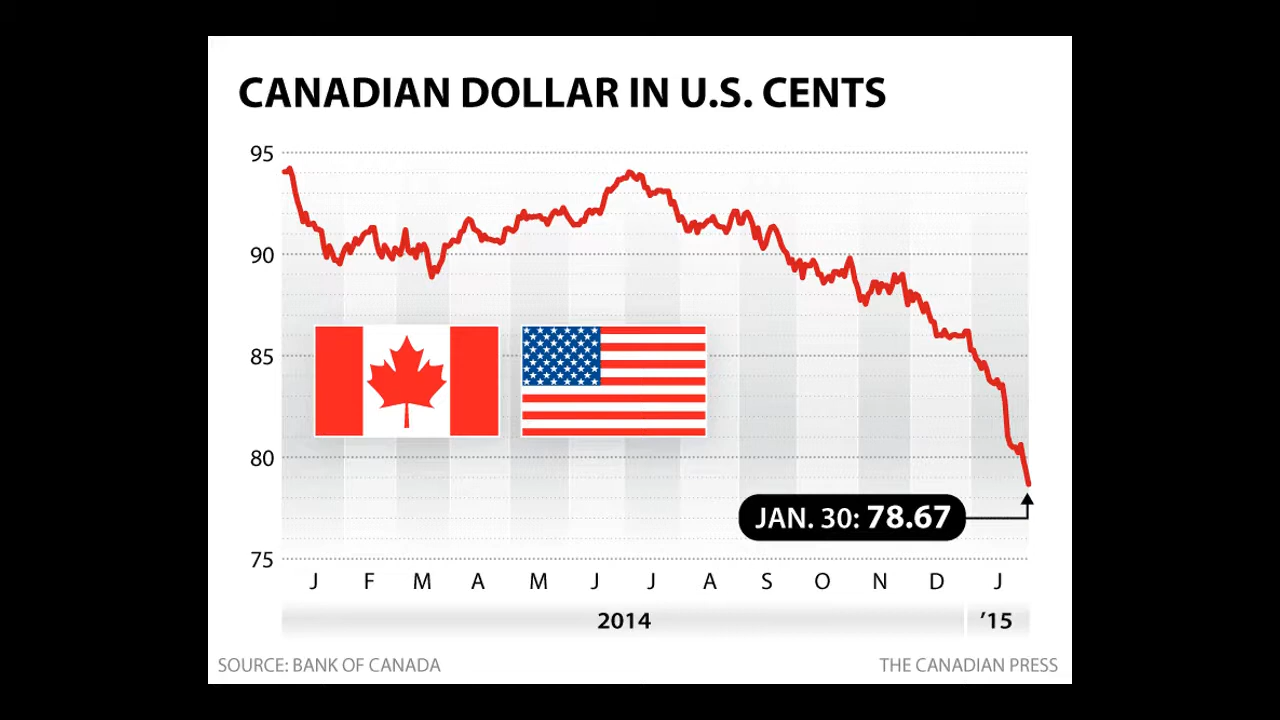 CANADIAN DOLLAR IN U.S. CENTS
95
90
85
80
75
JAN. 30: 78.67
J F M A M J J A S O N D J
2014 ’15
SOURCE: BANK OF CANADA THE CANADIAN PRESS